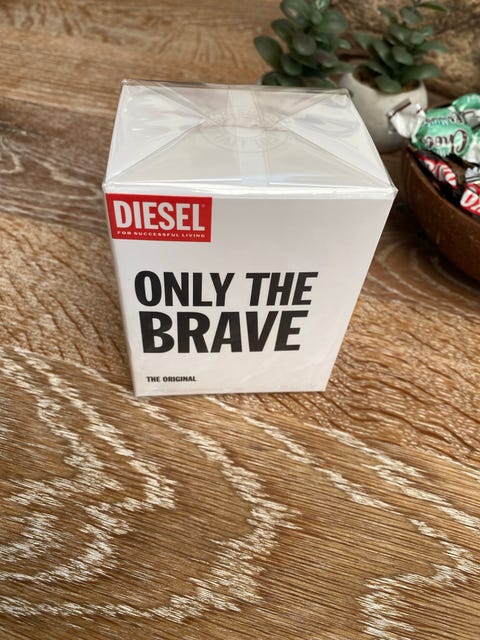 DIESEL
FOR SUCCESSFUL LIVING
ONLY THE
BRAVE
THE ORIGINAL